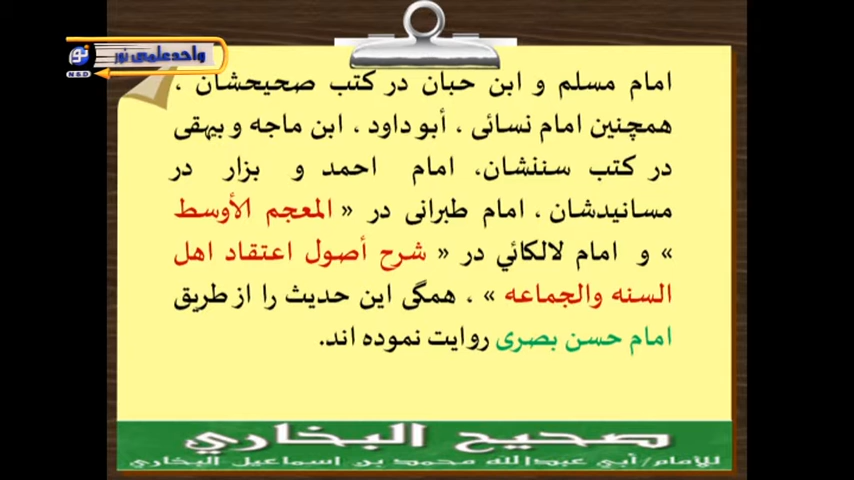 واحد علمی نور
NSD
امام مسلم و ابن حبان در کتب صحیحشان ،
همچنین امام نسائی ، أبو داود ، ابن ماجه و بیهقی
در کتب سننشان، امام احمد و بزار در
مسانیدشان ، امام طبرانی در « المعجم الأوسط
» و امام لالکائي در « شرح أصول اعتقاد اهل
السنه والجماعه » ، همگی این حدیث را از طریق
امام حسن بصری روایت نموده اند.
صحيح البخاري
للإمام/أبي عبدالله محمد بن إسماعيل البخاري